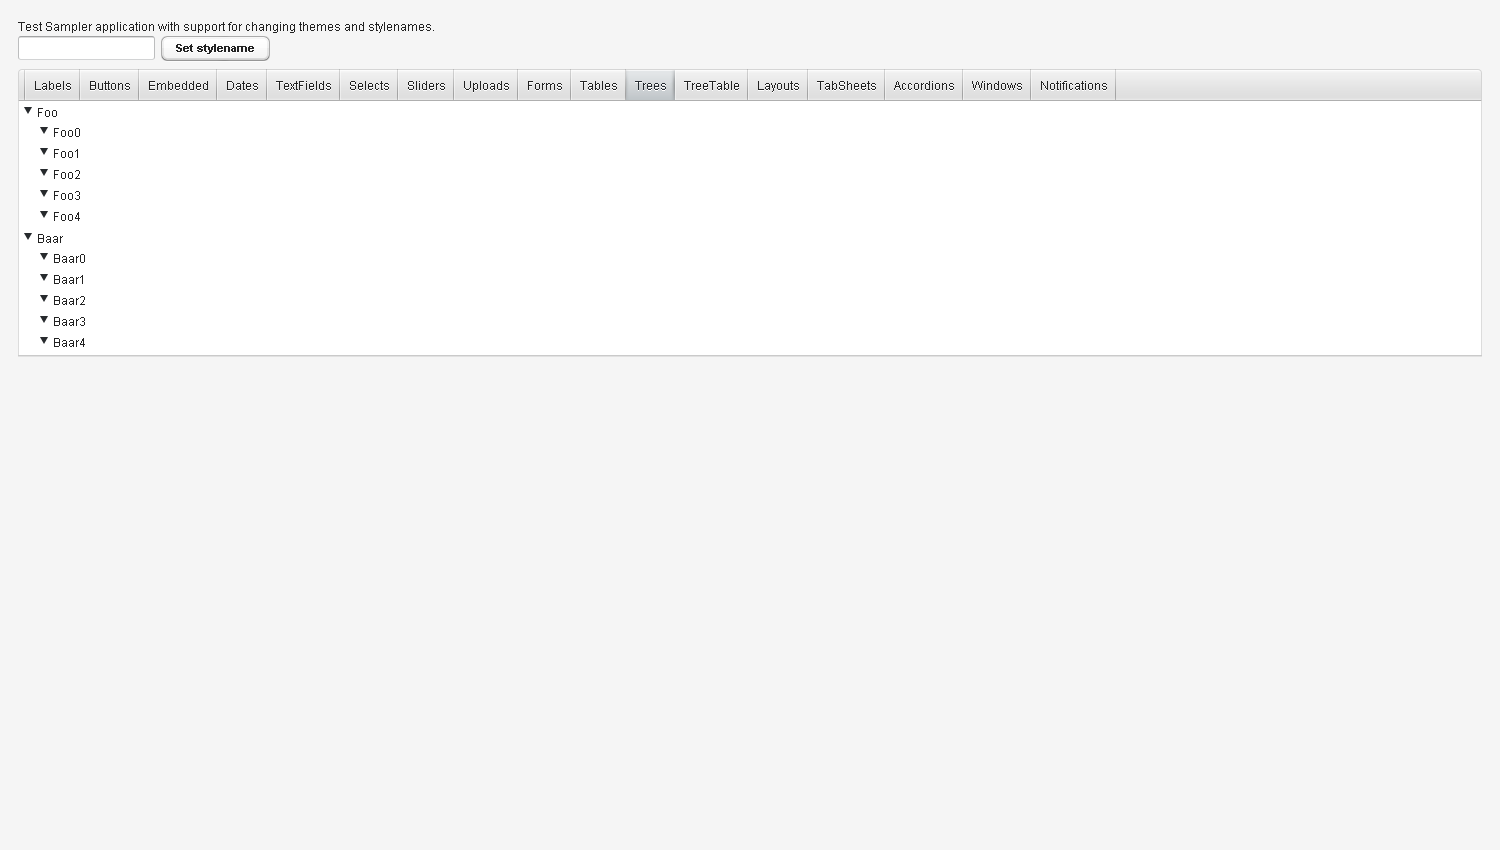 Test Sampler application with support for changing themes and stylenames.
Set stylename
Labels Buttons Embedded Dates TextFields Selects Sliders Uploads Forms Tables Trees TreeTable Layouts TabSheets Accordions Windows Notifications
Foo
Foo0
Foo1
Foo2
Foo3
Foo4
Baar
Baar0
Baar1
Baar2
Baar3
Baar4